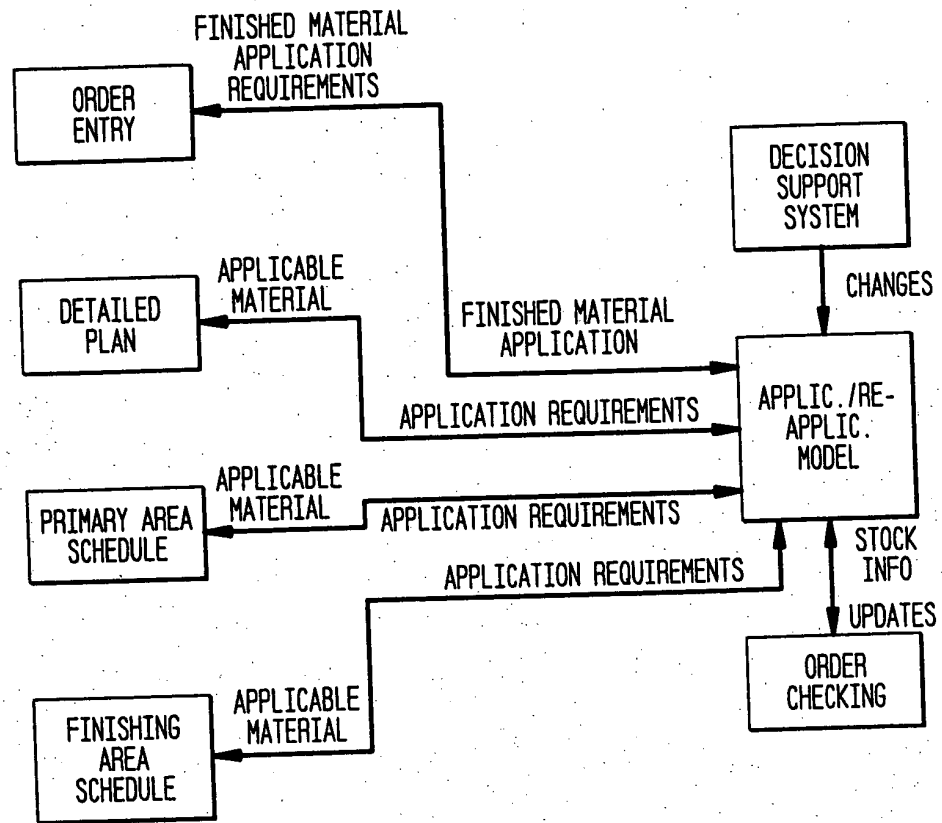 FINISHED MATERIAL
APPLICATION
REQUIREMENTS
ORDER
ENTRY
DECISION
SUPPORT
SYSTEM
CHANGES
APPLICABLE
MATERIAL
DETAILED
PLAN
FINISHED MATERIAL
APPLICATION
APPLICATION REQUIREMENTS
APPLIC./RE-
APPLIC.
MODEL
APPLICABLE
MATERIAL
PRIMARY AREA
SCHEDULE
APPLICATION REQUIREMENTS
STOCK
INFO
APPLICATION REQUIREMENTS
UPDATES
ORDER
CHECKING
APPLICABLE
MATERIAL
FINISHING
AREA
SCHEDULE